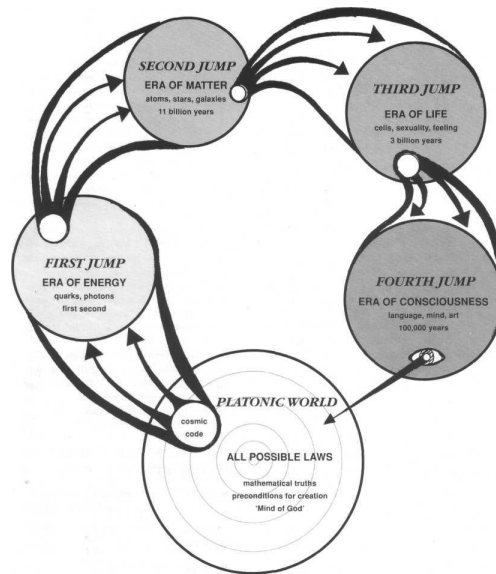 SECOND JUMP
ERA OF MATTER
atoms, stars, galaxies
11 billion years
THIRD JUMP
ERA OF LIFE
cells, sexuality, feeling
3 billion years
FIRST JUMP
ERA OF ENERGY
quarks, photons
first second
FOURTH JUMP
ERA OF CONSCIOUSNESS
language, mind, art
100,000 years
PLATONIC WORLD
cosmic
code
ALL POSSIBLE LAWS
mathematical truths
preconditions for creation
'Mind of God'